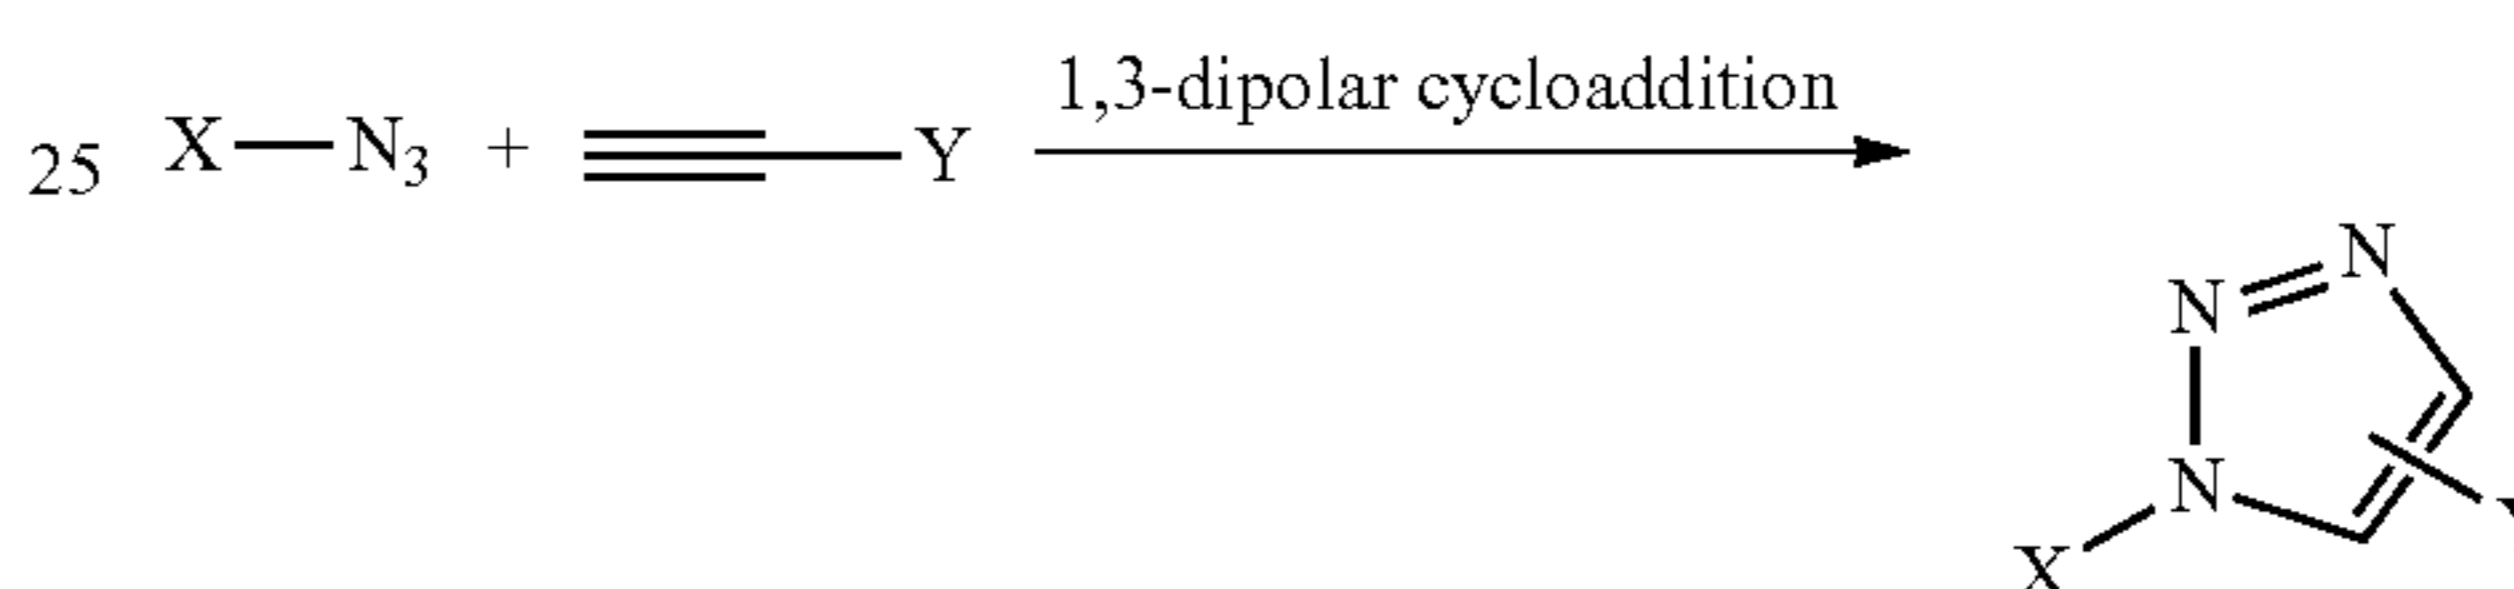 1,3-dipolar cycloaddition
25 X—N₃ + ≡—Y
N
N
N
X